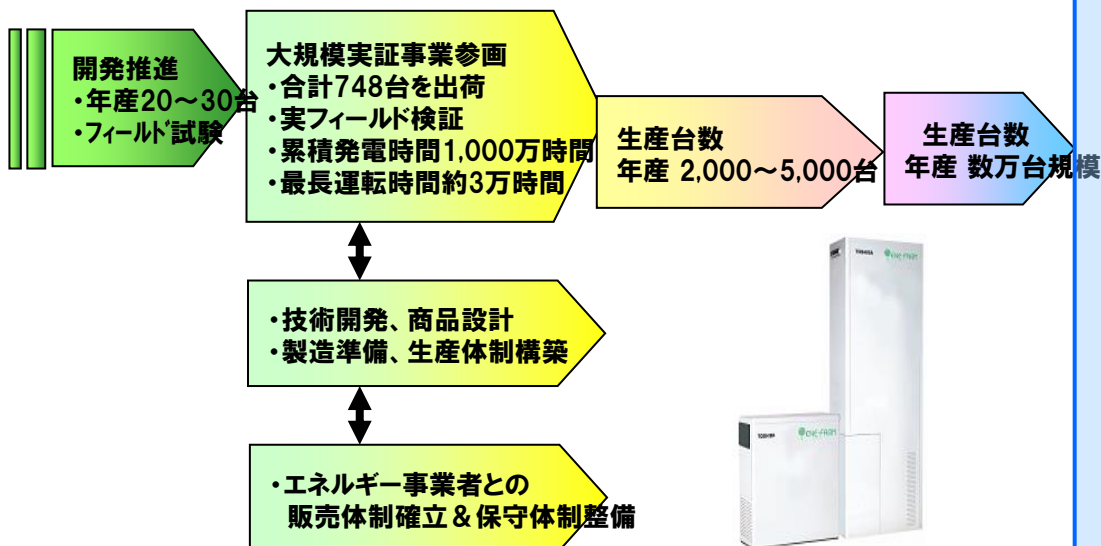 開発推進
・年産20～30台
・フィールド試験
大規模実証事業参画
・合計748台を出荷
・実フィールド検証
・累積発電時間1,000万時間
・最長運転時間約3万時間
生産台数
年産 2,000～5,000台
生産台数
年産 数万台規模
・技術開発、商品設計
・製造準備、生産体制構築
・エネルギー事業者との
販売体制確立＆保守体制整備
TOSHIBA
ENE-FARM
TOSHIBA
ENE-FARM